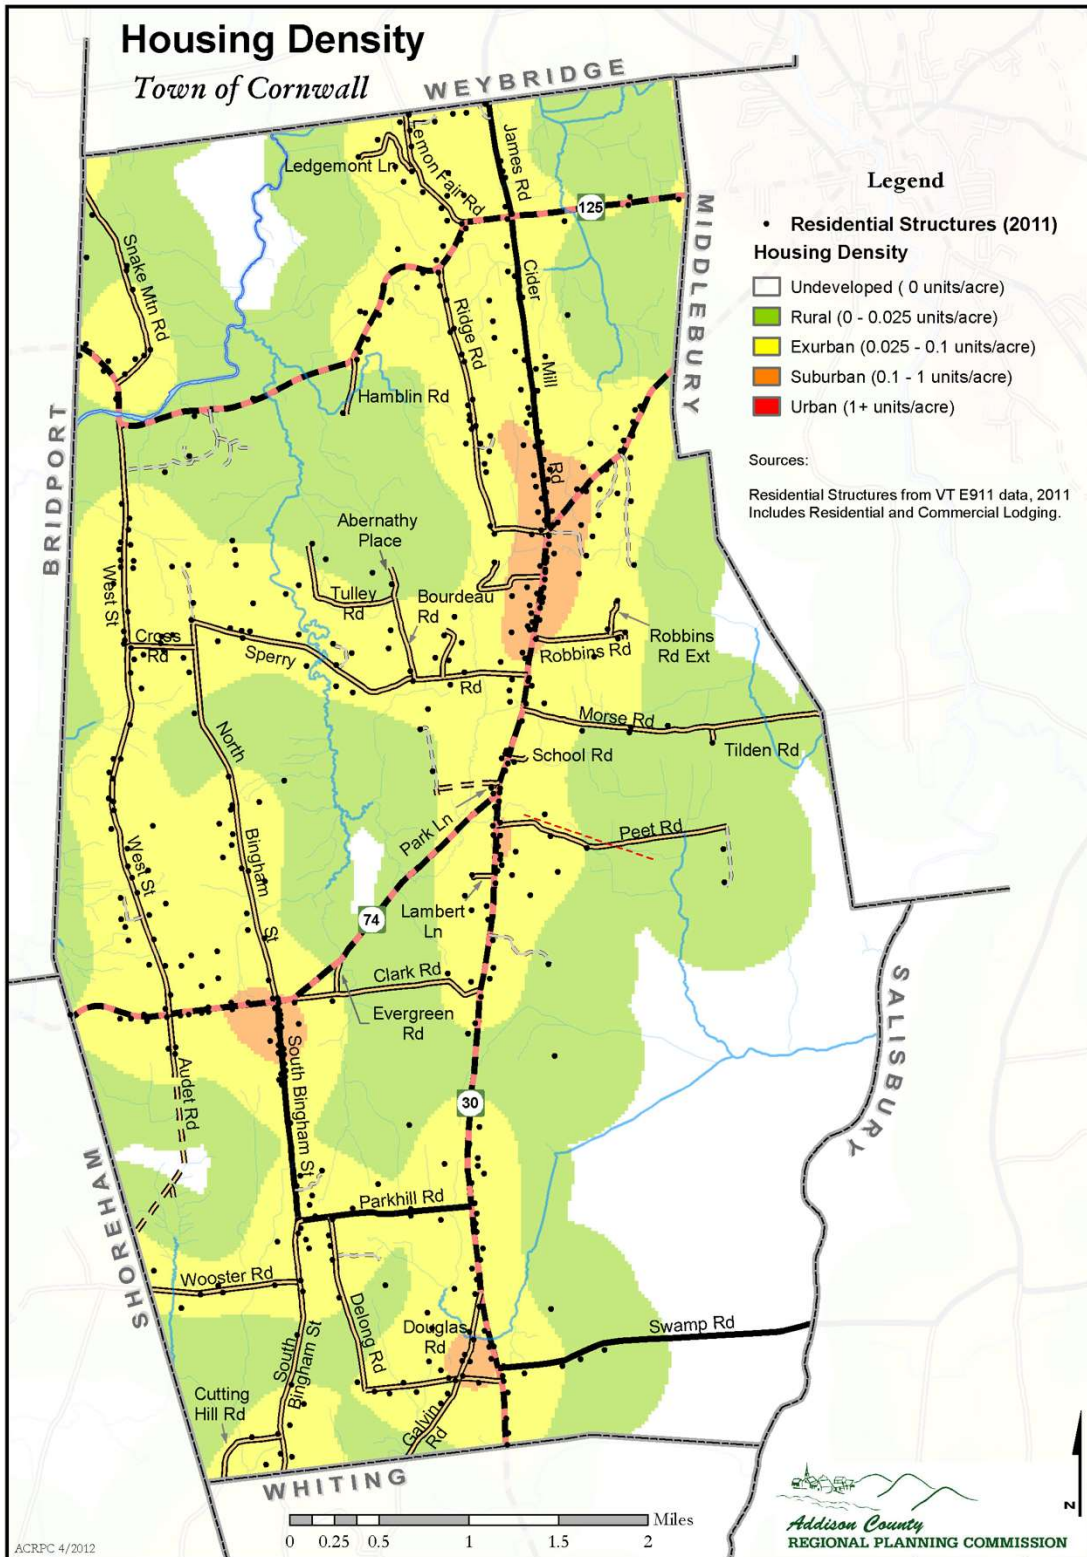 Housing Density
Town of Cornwall
WEYBRIDGE
MIDDLEBURY
BRIDPORT
SALISBURY
SHOREHAM
WHITING
Legend
Residential Structures (2011)
Housing Density
Undeveloped ( 0 units/acre)
Rural (0 - 0.025 units/acre)
Exurban (0.025 - 0.1 units/acre)
Suburban (0.1 - 1 units/acre)
Urban (1+ units/acre)
Sources:
Residential Structures from VT E911 data, 2011
Includes Residential and Commercial Lodging.
Ledgemont Ln
Lemon Fair Rd
James Rd
125
Snake Mtn Rd
Cider
Mill
Rd
Ridge Rd
Hamblin Rd
Abernathy
Place
West St
Tulley
Rd
Bourdeau
Rd
Cross
Rd
Sperry
Rd
Robbins Rd
Robbins
Rd Ext
Morse Rd
Tilden Rd
North
Bingham
St
School Rd
Park Ln
Peet Rd
West St
Lambert
Ln
74
Clark Rd
Evergreen
Rd
Audet Rd
South Bingham St
30
Parkhill Rd
Wooster Rd
Delong Rd
Douglas
Rd
Swamp Rd
South
Bingham St
Cutting
Hill Rd
Galvin
Rd
0 0.25 0.5 1 1.5 2 Miles
N
Addison County
REGIONAL PLANNING COMMISSION
ACRPC 4/2012